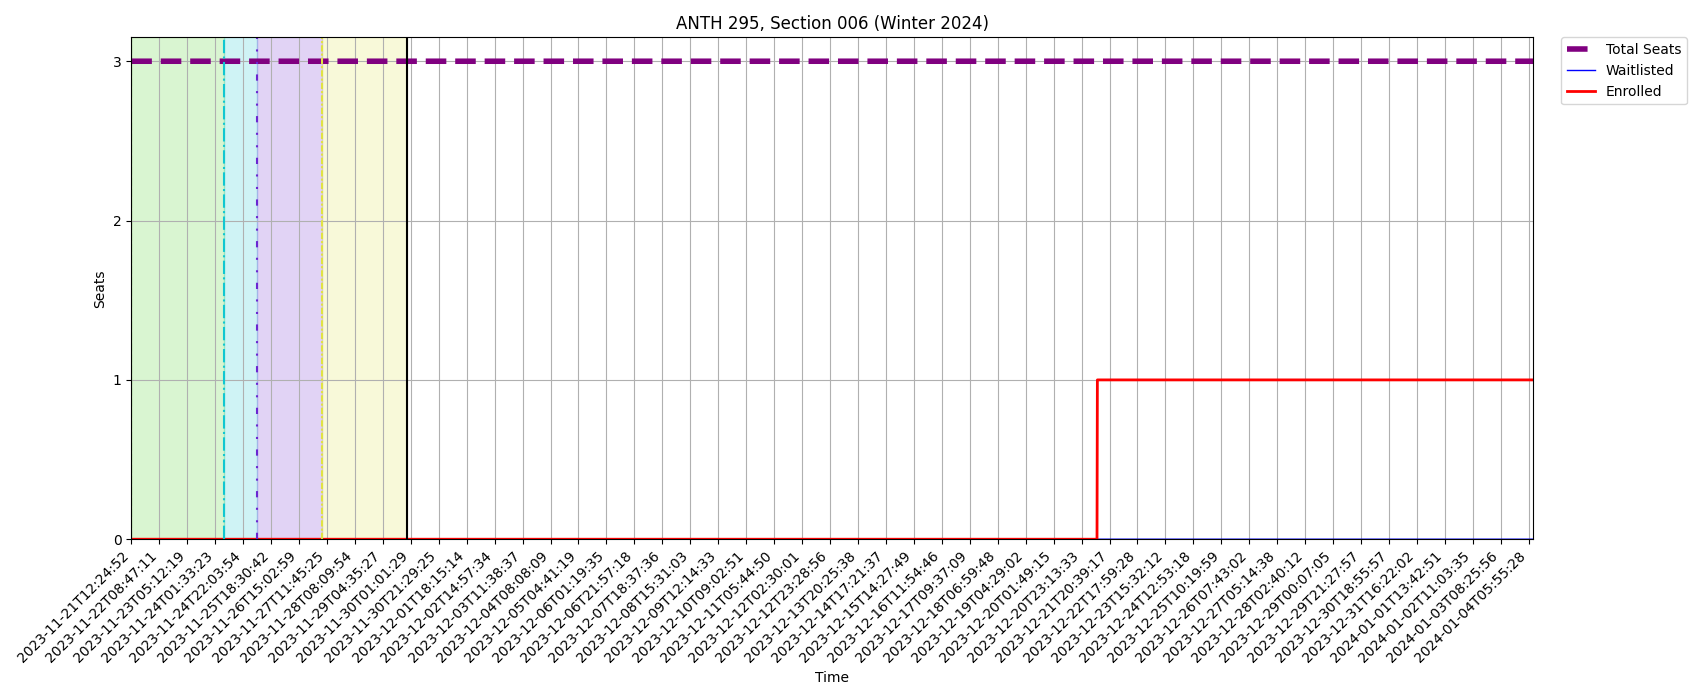 ANTH 295, Section 006 (Winter 2024)
Total Seats
Waitlisted
Enrolled
Seats
3
2
1
0
2023-11-21T12:24:52
2023-11-22T08:47:11
2023-11-23T05:12:19
2023-11-24T01:33:23
2023-11-24T22:03:54
2023-11-25T18:30:42
2023-11-26T15:02:59
2023-11-27T11:45:25
2023-11-28T08:09:54
2023-11-29T04:35:27
2023-11-30T01:01:29
2023-11-30T21:29:25
2023-12-01T18:15:14
2023-12-02T14:57:34
2023-12-03T11:38:37
2023-12-04T08:08:09
2023-12-05T04:41:19
2023-12-06T01:19:35
2023-12-06T21:57:18
2023-12-07T18:37:36
2023-12-08T15:31:03
2023-12-09T12:14:33
2023-12-10T09:02:51
2023-12-11T05:44:50
2023-12-12T02:30:01
2023-12-12T23:28:56
2023-12-13T20:25:38
2023-12-14T17:21:37
2023-12-15T14:27:49
2023-12-16T11:54:46
2023-12-17T09:37:09
2023-12-18T06:59:48
2023-12-19T04:29:02
2023-12-20T01:49:15
2023-12-20T23:13:33
2023-12-21T20:39:17
2023-12-22T17:59:28
2023-12-23T15:32:12
2023-12-24T12:53:18
2023-12-25T10:19:59
2023-12-26T07:43:02
2023-12-27T05:14:38
2023-12-28T02:40:12
2023-12-29T00:07:05
2023-12-29T21:27:57
2023-12-30T18:55:57
2023-12-31T16:22:02
2024-01-01T13:42:51
2024-01-02T11:03:35
2024-01-03T08:25:56
2024-01-04T05:55:28
Time